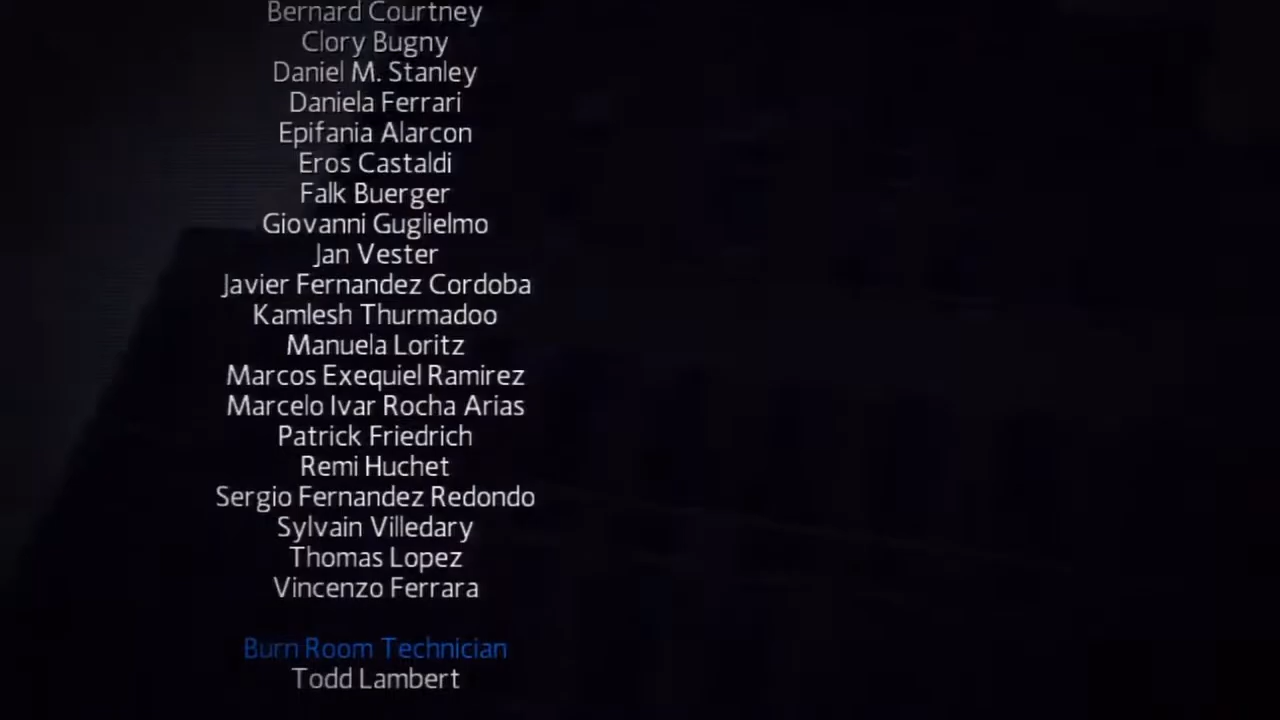 Bernard Courtney
Clory Bugny
Daniel M. Stanley
Daniela Ferrari
Epifania Alarcon
Eros Castaldi
Falk Buerger
Giovanni Guglielmo
Jan Vester
Javier Fernandez Cordoba
Kamlesh Thurmadoo
Manuela Loritz
Marcos Exequiel Ramirez
Marcelo Ivar Rocha Arias
Patrick Friedrich
Remi Huchet
Sergio Fernandez Redondo
Sylvain Villedary
Thomas Lopez
Vincenzo Ferrara
Burn Room Technician
Todd Lambert